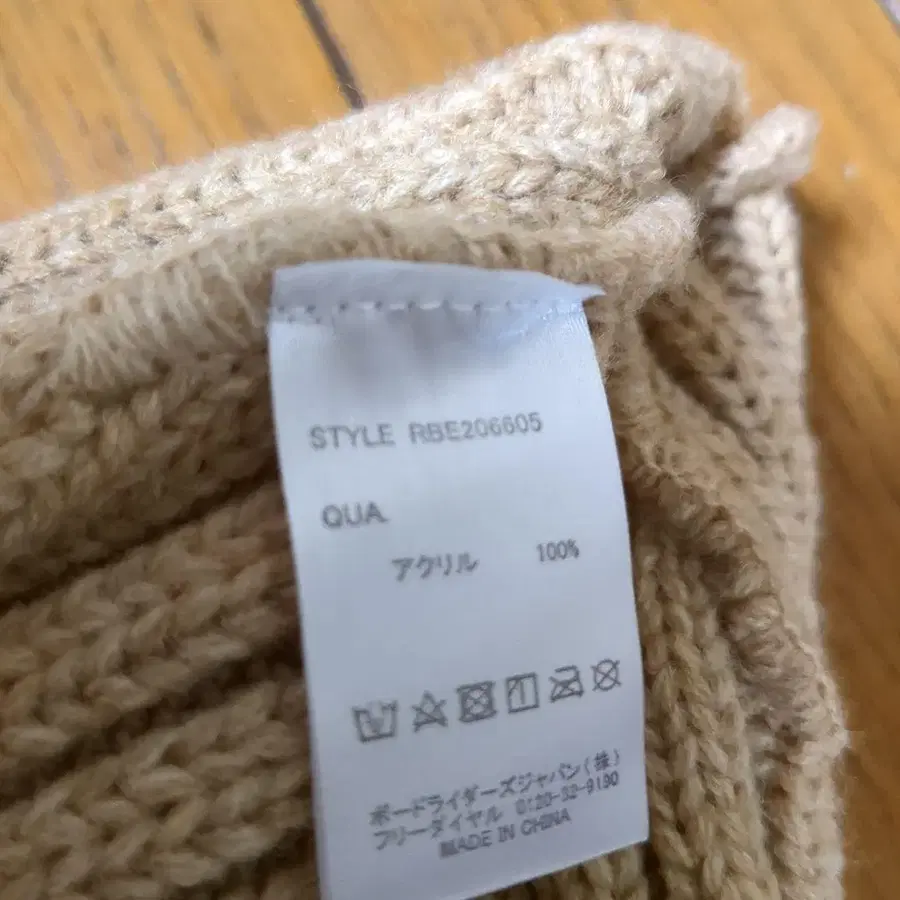 STYLE RBE206605
QUA.
アクリル 100%
ボードライダーズジャパン(株)
フリーダイヤル 0120-32-9190
MADE IN CHINA